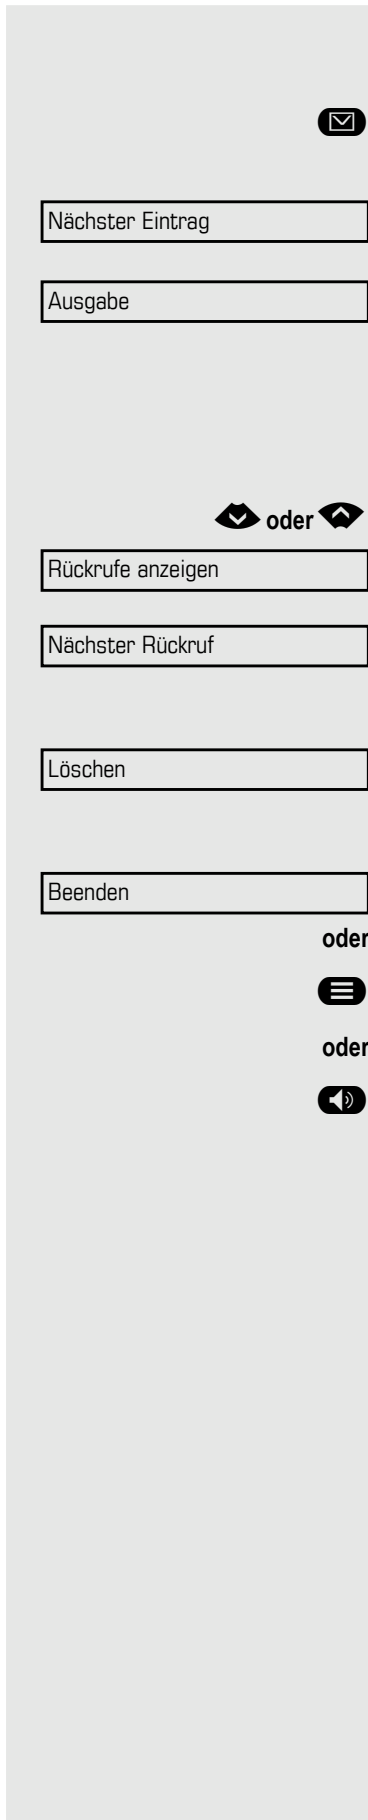 Nächster Eintrag
Ausgabe
oder
Rückrufe anzeigen
Nächster Rückruf
Löschen
Beenden
oder
oder